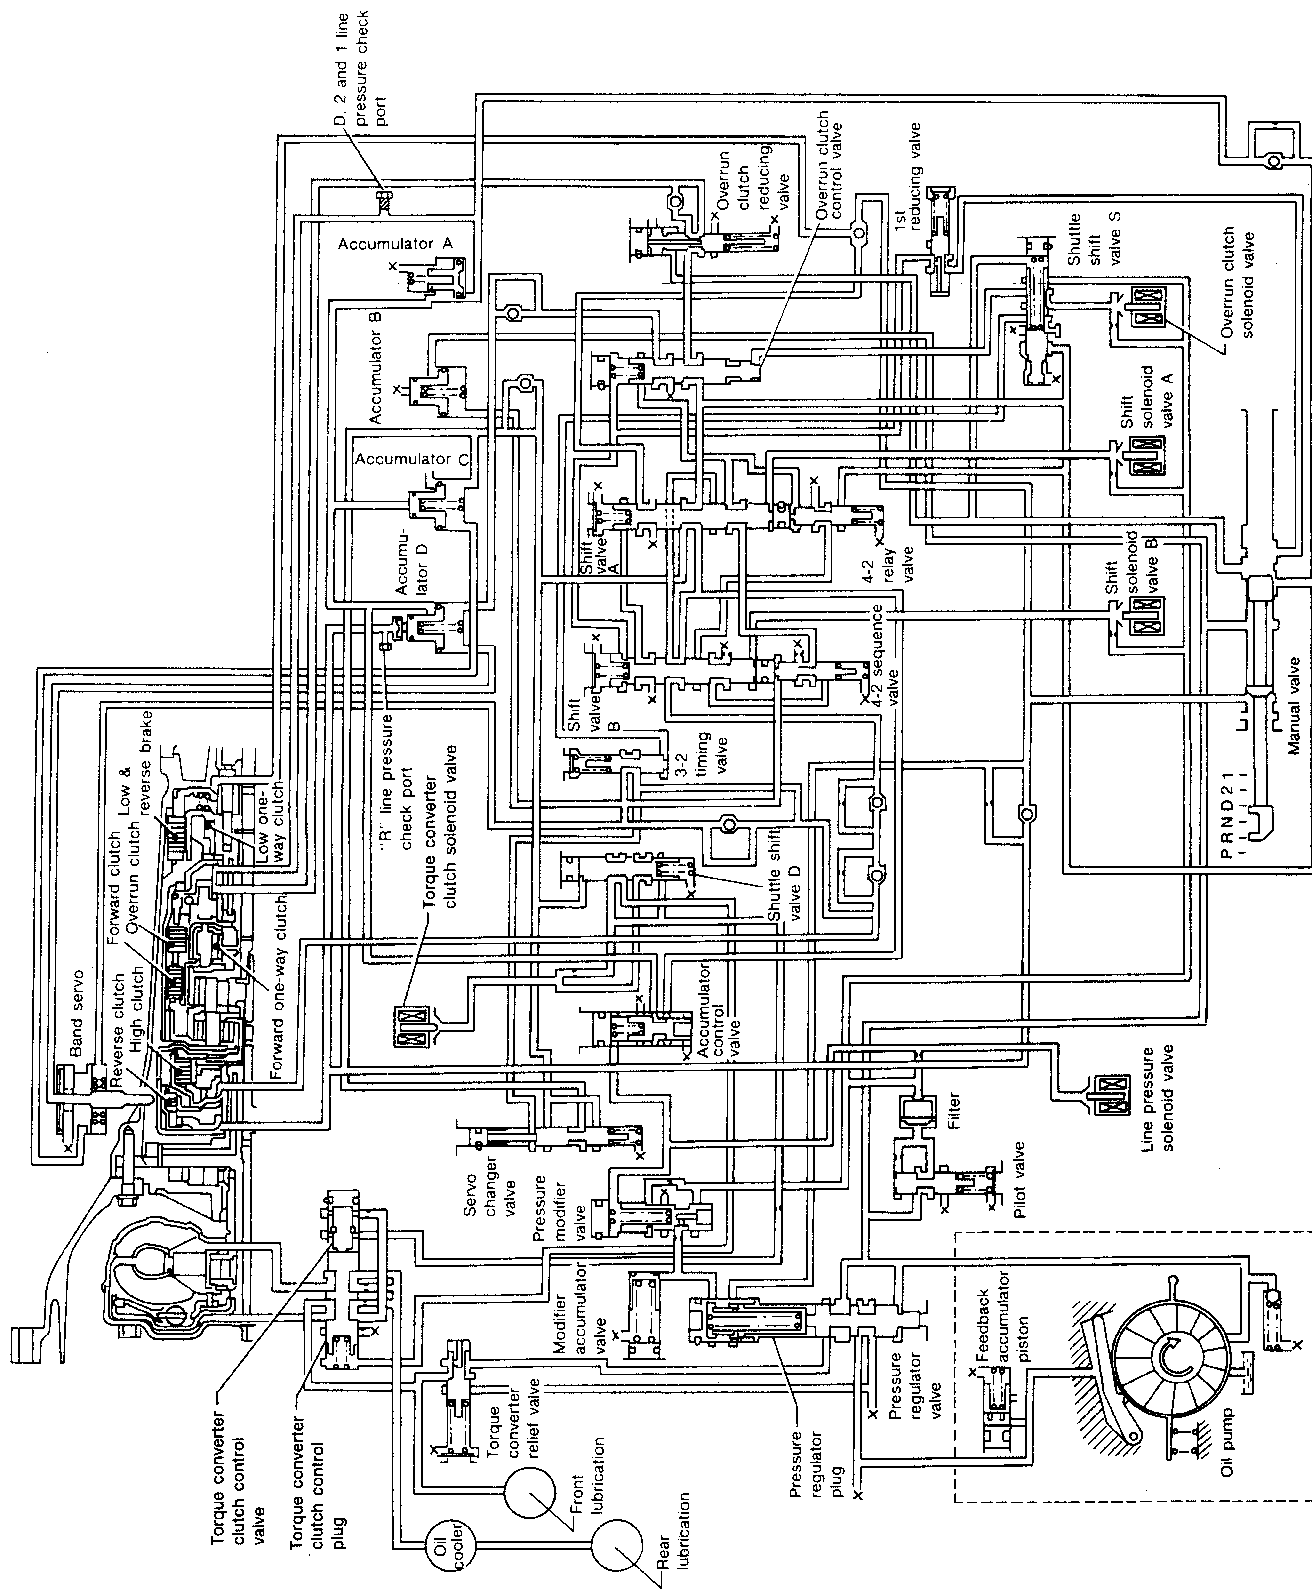 D. 2 and 1 line
pressure check
port
Accumulator A
Accumulator B
Accumulator C
Accumu-
lator D
Overrun
clutch
reducing
valve
Overrun clutch
control valve
1st
reducing valve
Shuttle
shift
valve S
Overrun clutch
solenoid valve
Shift
solenoid
valve A
Shift
solenoid
valve B
Shift
valve
A
4-2
relay
valve
Shift
valve
B
4-2 sequence
valve
3-2
timing
valve
Manual valve
P R N D 2 1
"R" line pressure
check port
Torque converter
clutch solenoid valve
Low &
reverse brake
Low one-
way clutch
Forward clutch
Overrun clutch
Forward one-way clutch
Reverse clutch
High clutch
Band servo
Shuttle shift
valve D
Accumulator
control
valve
Servo
changer
valve
Pressure
modifier
valve
Modifier
accumulator
valve
Filter
Pilot valve
Line pressure
solenoid valve
Torque converter
clutch control
valve
Torque converter
clutch control
plug
Torque
converter
relief valve
Front
lubrication
Oil
cooler
Rear
lubrication
Pressure
regulator
plug
Pressure
regulator
valve
Feedback
accumulator
piston
Oil pump